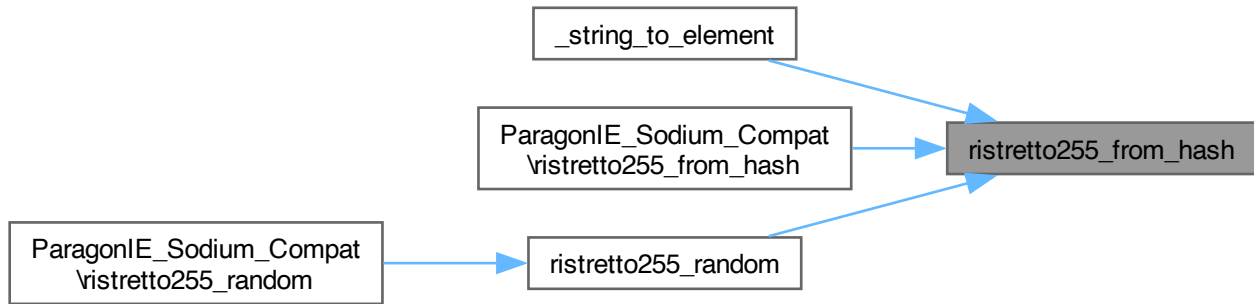 _string_to_element
ParagonIE_Sodium_Compat
\ristretto255_from_hash
ristretto255_from_hash
ParagonIE_Sodium_Compat
\ristretto255_random
ristretto255_random